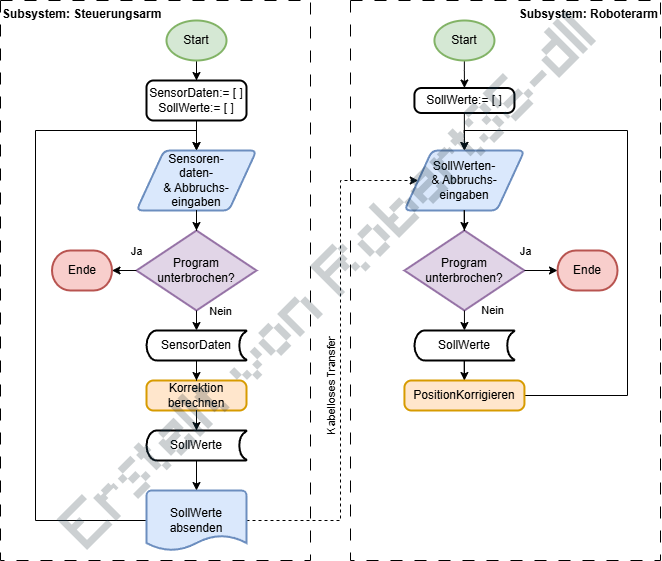 Subsystem: Steuerungsarm
Start
SensorDaten:= [ ]
SollWerte:= [ ]
Sensoren-
daten-
& Abbruchs-
eingaben
Program
unterbrochen?
Ja
Ende
Nein
SensorDaten
Korrektion
berechnen
SollWerte
SollWerte
absenden
Kabelloses Transfer
Subsystem: Roboterarm
Start
SollWerte:= [ ]
SollWerten-
& Abbruchs-
eingaben
Program
unterbrochen?
Ja
Ende
Nein
SollWerte
PositionKorrigieren
Erstellt von Robertos-dll